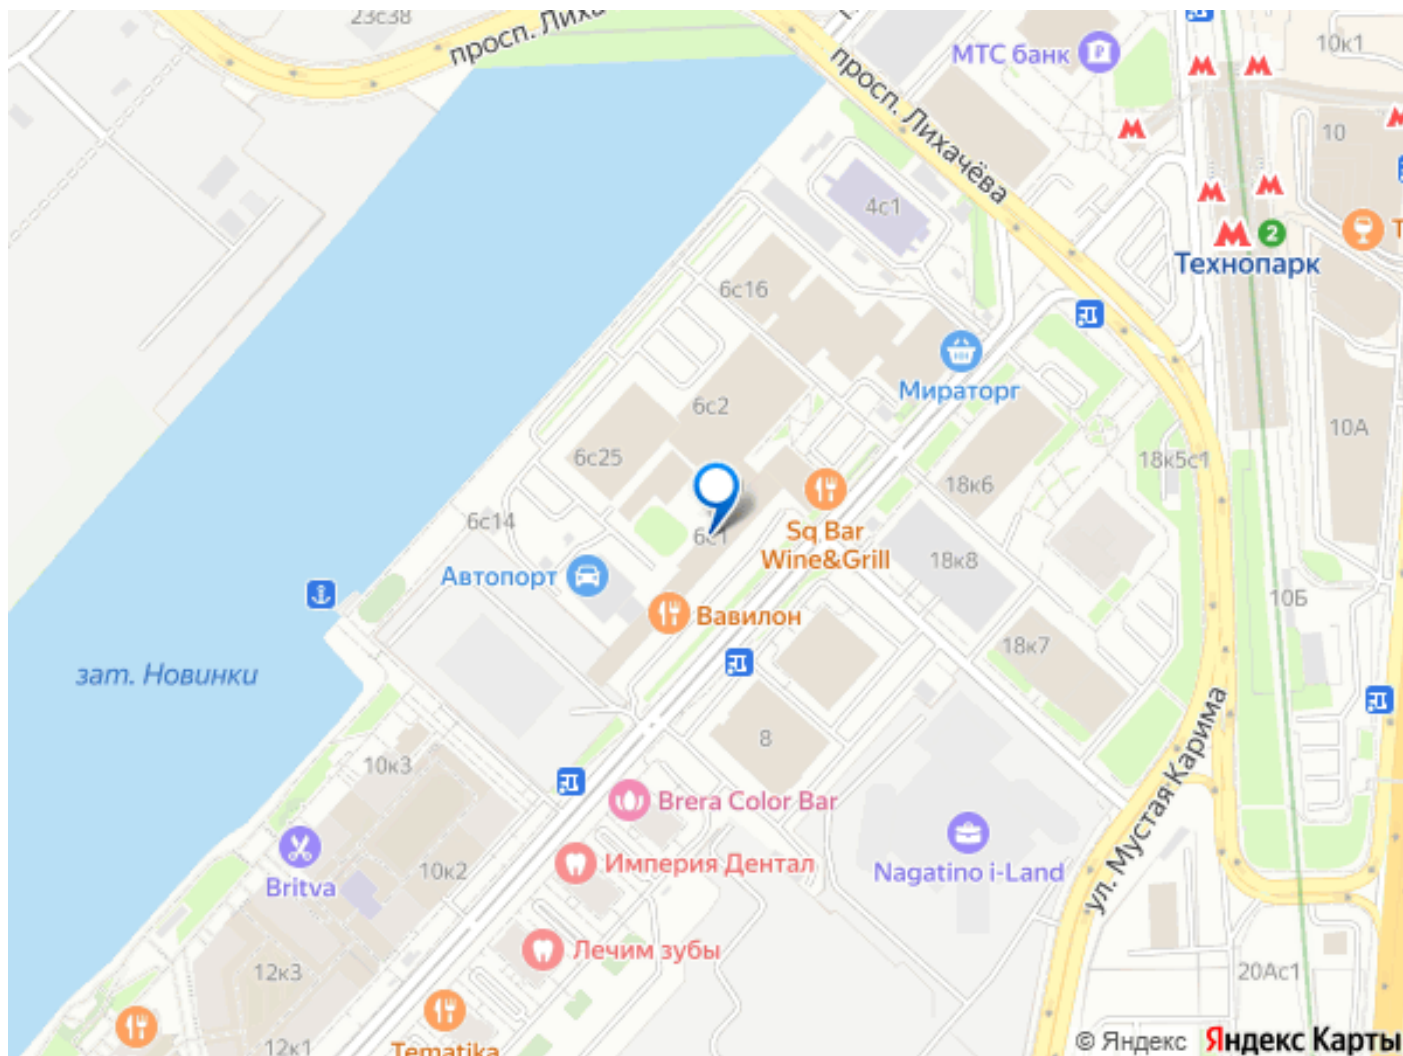 23с38
просп. Лиха
МТС банк
10к1
просп. Лихачёва
10
4с1
2
Технопарк
Т
6с16
Мираторг
6с2
10А
6с25
18к5с1
18к6
6с14
6с1
Sq Bar
Wine&Grill
18к8
Автопорт
10Б
Вавилон
18к7
зат. Новинки
8
ул. Мустая Карима
10к3
Brera Color Bar
Империя Дентал
10к2
Nagatino i-Land
Britva
Лечим зубы
12к3
20Ас1
12к1
Tematika
© Яндекс Яндекс Карты